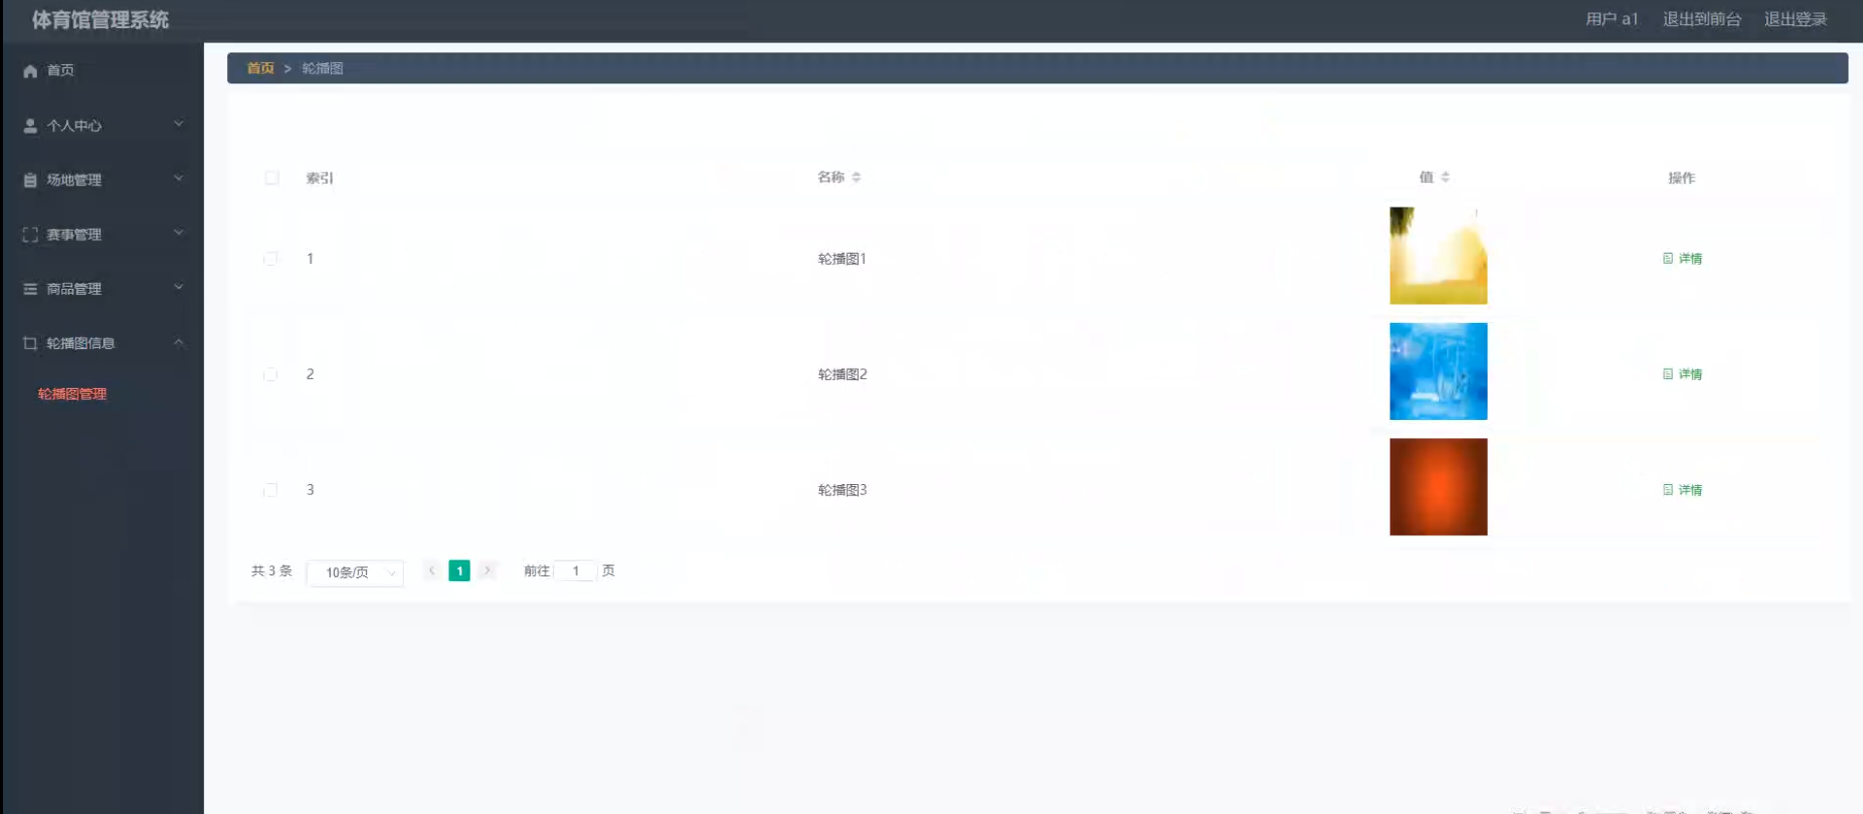 体育馆管理系统
用户 a1 退出到前台 退出登录
首页
首页 > 轮播图
个人中心
场地管理
赛事管理
商品管理
轮播图信息
轮播图管理
索引 名称 值 操作
1 轮播图1 详情
2 轮播图2 详情
3 轮播图3 详情
共 3 条 10条/页 < 1 > 前往 1 页